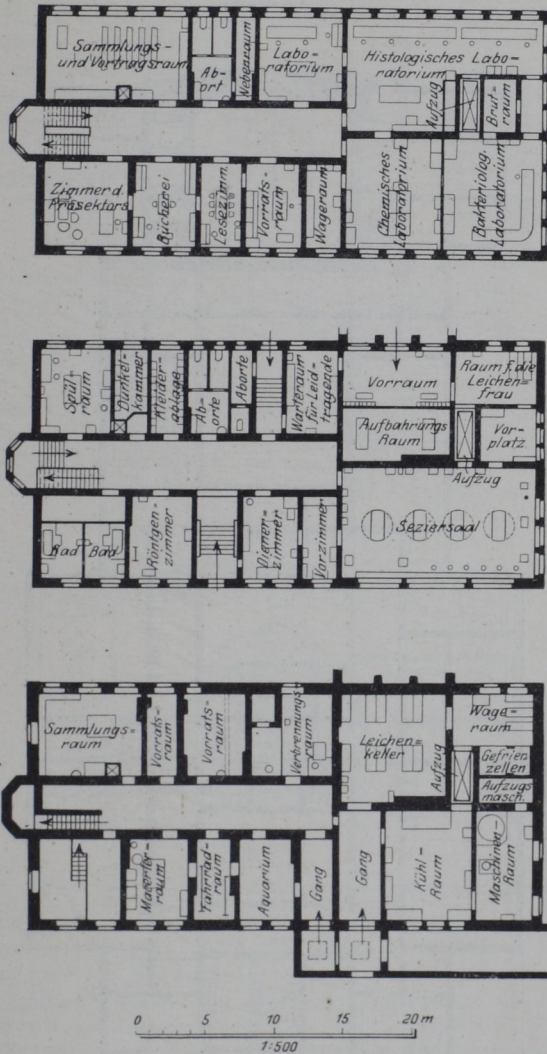 Sammlungs-
und Vortragsraum
Ab-
ort
Nebenraum
Labo-
ratorium
Histologisches Labo-
ratorium
Aufzug
Brut-
raum
Zimmer d.
Prosektors
Bücherei
Lesezimm.
Vorrats-
raum
Wageraum
Chemisches
Laboratorium
Bakteriolog.
Laboratorium
Spül-
raum
Dunkel-
kammer
Kleider-
ablage
Ab-
orte
Aborte
Warteraum
für Leid-
tragende
Vorraum
Raum f. die
Leichen=
frau
Aufbahrungs
Raum
Vor-
platz
Aufzug
Bad
Bad
Röntgen-
zimmer
Diener-
zimmer
Vorzimmer
Seziersaal
Sammlungs-
raum
Vorrats-
raum
Vorrats-
raum
Verbrennungs
raum
Leichen=
keller
Aufzug
Wage-
raum
Gefrier
zellen
Aufzugs
masch.
Macerier-
raum
Fahrrad-
raum
Aquarium
Gang
Gang
Kühl-
Raum
Maschinen-
Raum
0 5 10 15 20 m
1:500